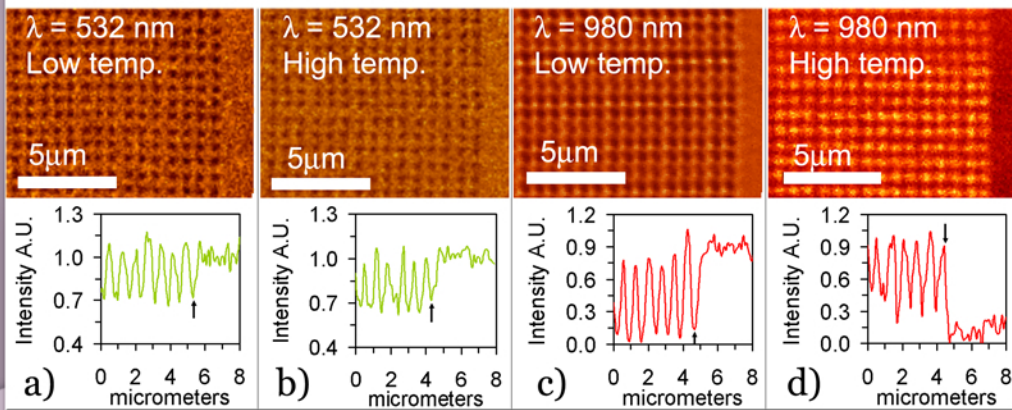 λ = 532 nm
Low temp.
5μm
λ = 532 nm
High temp.
5μm
λ = 980 nm
Low temp.
5μm
λ = 980 nm
High temp.
5μm
Intensity A.U.
1.3
1.0
0.7
0.4
0 2 4 6 8
micrometers
a)
Intensity A.U.
1.3
1.0
0.7
0.4
0 2 4 6 8
micrometers
b)
Intensity A.U.
1.2
0.9
0.6
0.3
0.0
0 2 4 6 8
micrometers
c)
Intensity A.U.
1.2
0.9
0.6
0.3
0.0
0 2 4 6 8
micrometers
d)